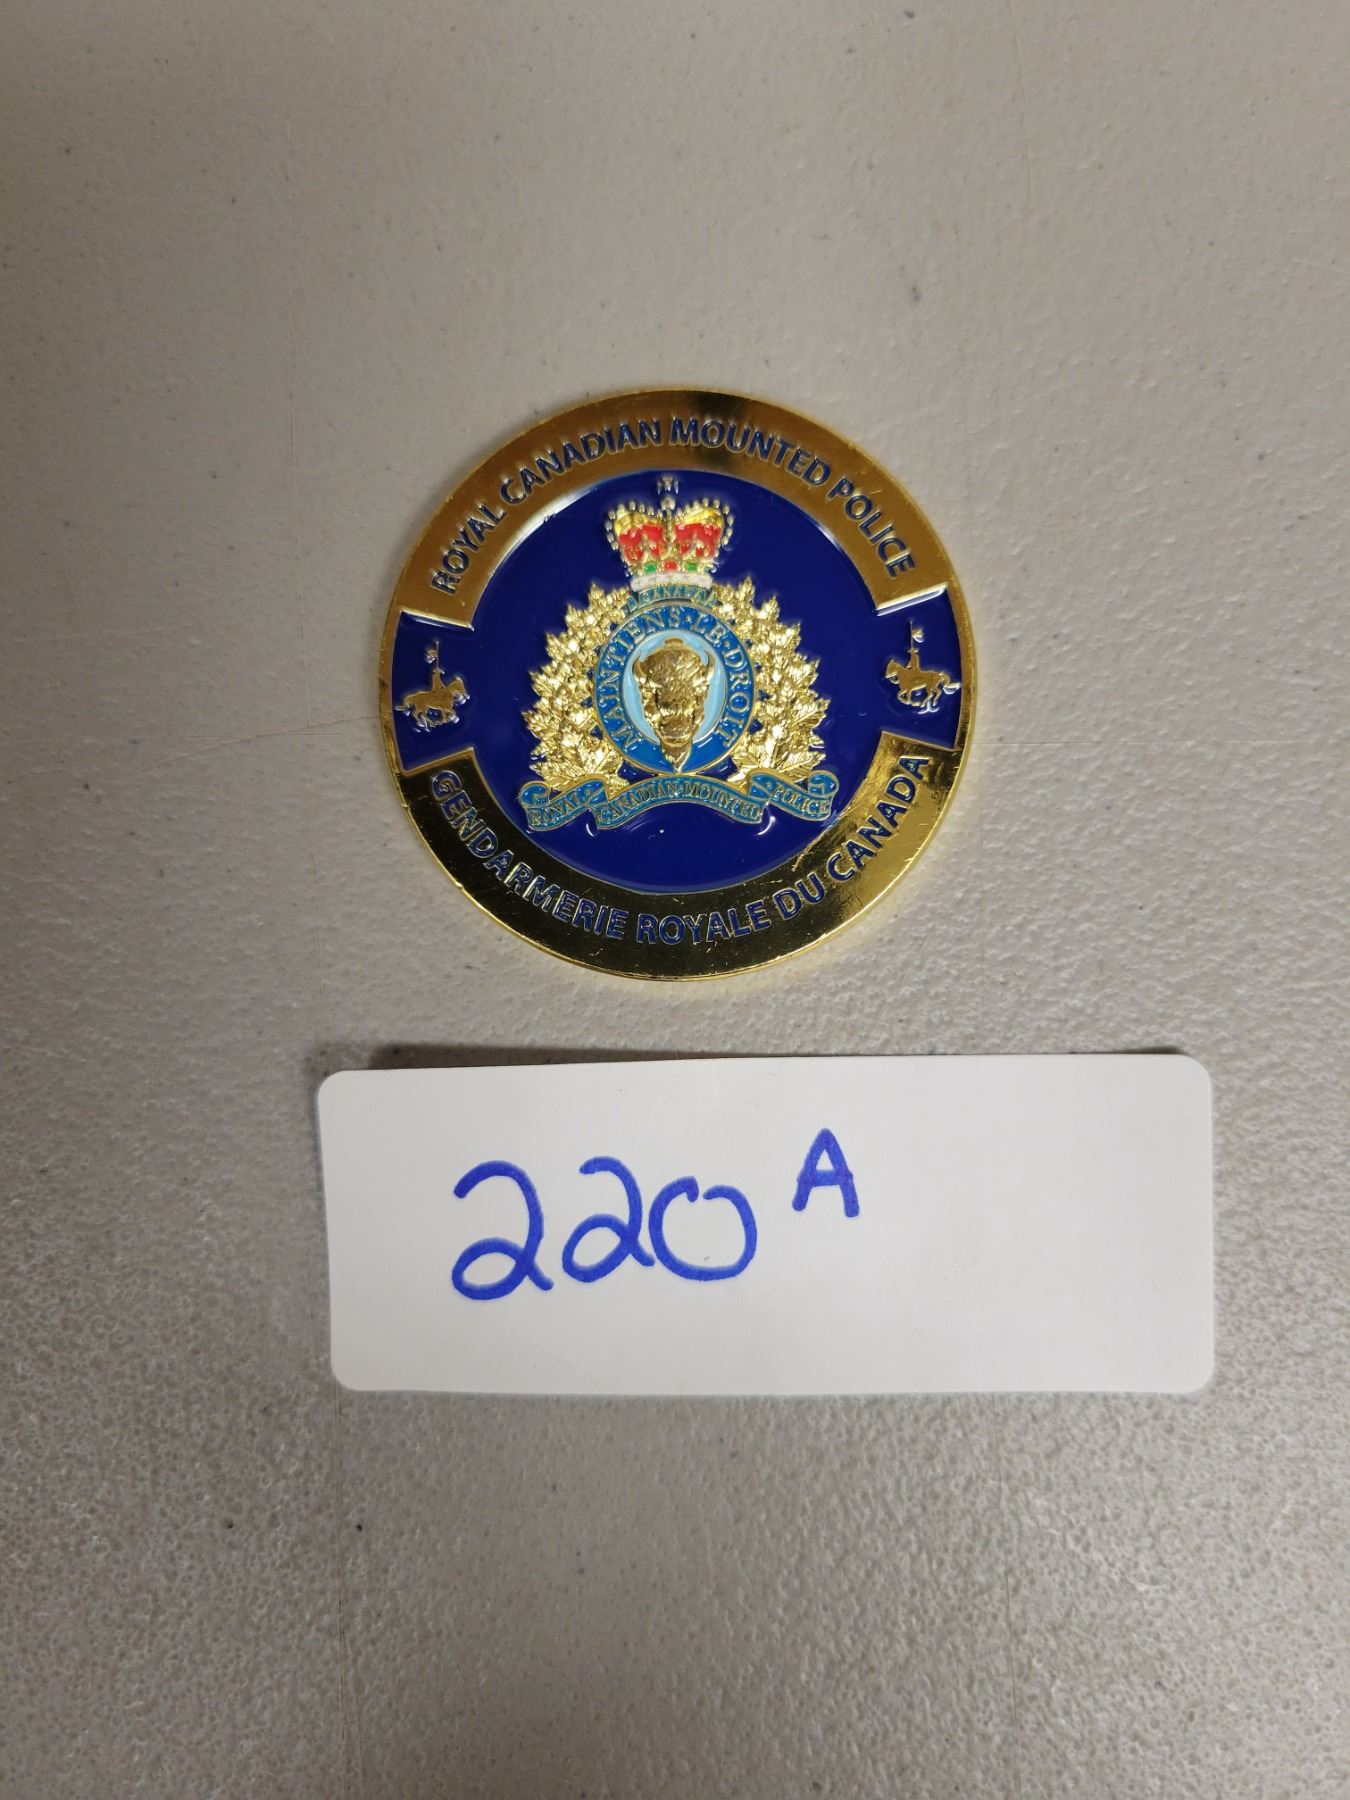 ROYAL CANADIAN MOUNTED POLICE
CANADA
MAINTIENS·LE·DROIT
ROYAL CANADIAN·MOUNTED POLICE
GENDARMERIE ROYALE DU CANADA
220 A